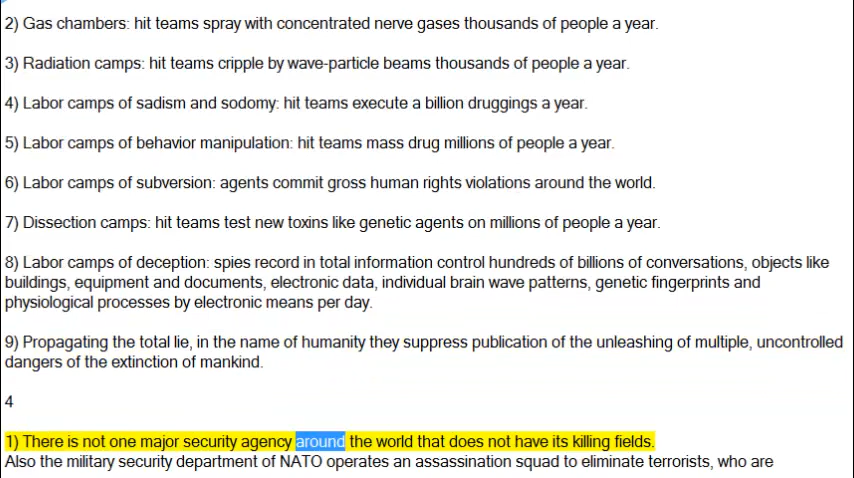 2) Gas chambers: hit teams spray with concentrated nerve gases thousands of people a year.
3) Radiation camps: hit teams cripple by wave-particle beams thousands of people a year.
4) Labor camps of sadism and sodomy: hit teams execute a billion druggings a year.
5) Labor camps of behavior manipulation: hit teams mass drug millions of people a year.
6) Labor camps of subversion: agents commit gross human rights violations around the world.
7) Dissection camps: hit teams test new toxins like genetic agents on millions of people a year.
8) Labor camps of deception: spies record in total information control hundreds of billions of conversations, objects like
buildings, equipment and documents, electronic data, individual brain wave patterns, genetic fingerprints and
physiological processes by electronic means per day.
9) Propagating the total lie, in the name of humanity they suppress publication of the unleashing of multiple, uncontrolled
dangers of the extinction of mankind.
4
1) There is not one major security agency around the world that does not have its killing fields.
Also the military security department of NATO operates an assassination squad to eliminate terrorists, who are